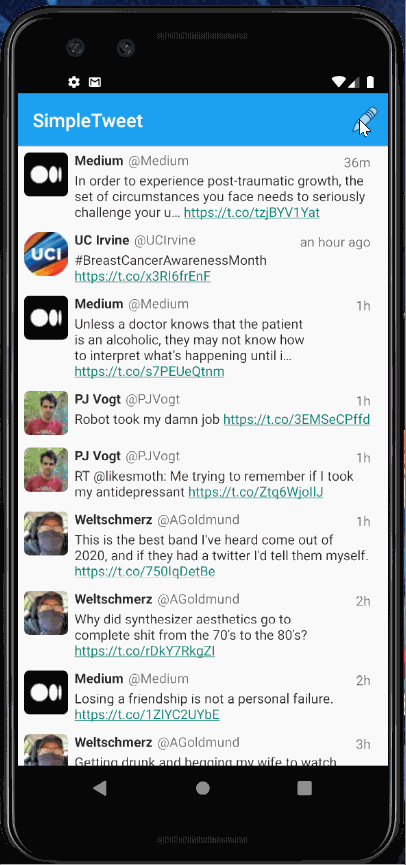 SimpleTweet
Medium @Medium 36m
In order to experience post-traumatic growth, the
set of circumstances you face needs to seriously
challenge your u... https://t.co/tzjBYV1Yat
UCI
UC Irvine @UCIrvine an hour ago
#BreastCancerAwarenessMonth
https://t.co/x3RI6frEnF
Medium @Medium 1h
Unless a doctor knows that the patient
is an alcoholic, they may not know how
to interpret what's happening until i...
https://t.co/s7PEUeQtnm
PJ Vogt @PJVogt 1h
Robot took my damn job https://t.co/3EMSeCPffd
PJ Vogt @PJVogt 1h
RT @likesmoth: Me trying to remember if I took
my antidepressant https://t.co/Ztq6WjoIlJ
Weltschmerz @AGoldmund 1h
This is the best band I've heard come out of
2020, and if they had a twitter I'd tell them myself.
https://t.co/750IqDetBe
Weltschmerz @AGoldmund 2h
Why did synthesizer aesthetics go to
complete shit from the 70's to the 80's?
https://t.co/rDkY7RkgZI
Medium @Medium 2h
Losing a friendship is not a personal failure.
https://t.co/1ZIYC2UYbE
Weltschmerz @AGoldmund 3h
Getting drunk and begging my wife to watch